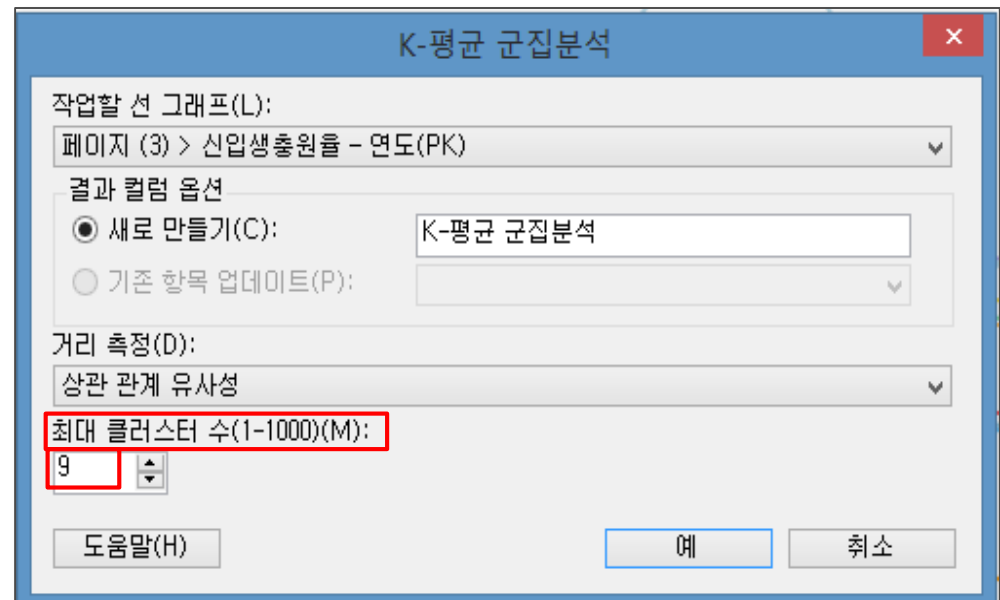 K-평균 군집분석
작업할 선 그래프(L):
페이지 (3) > 신입생충원율 - 연도(PK)
결과 컬럼 옵션
새로 만들기(C):
K-평균 군집분석
기존 항목 업데이트(P):
거리 측정(D):
상관 관계 유사성
최대 클러스터 수(1-1000)(M):
9
도움말(H)
예
취소